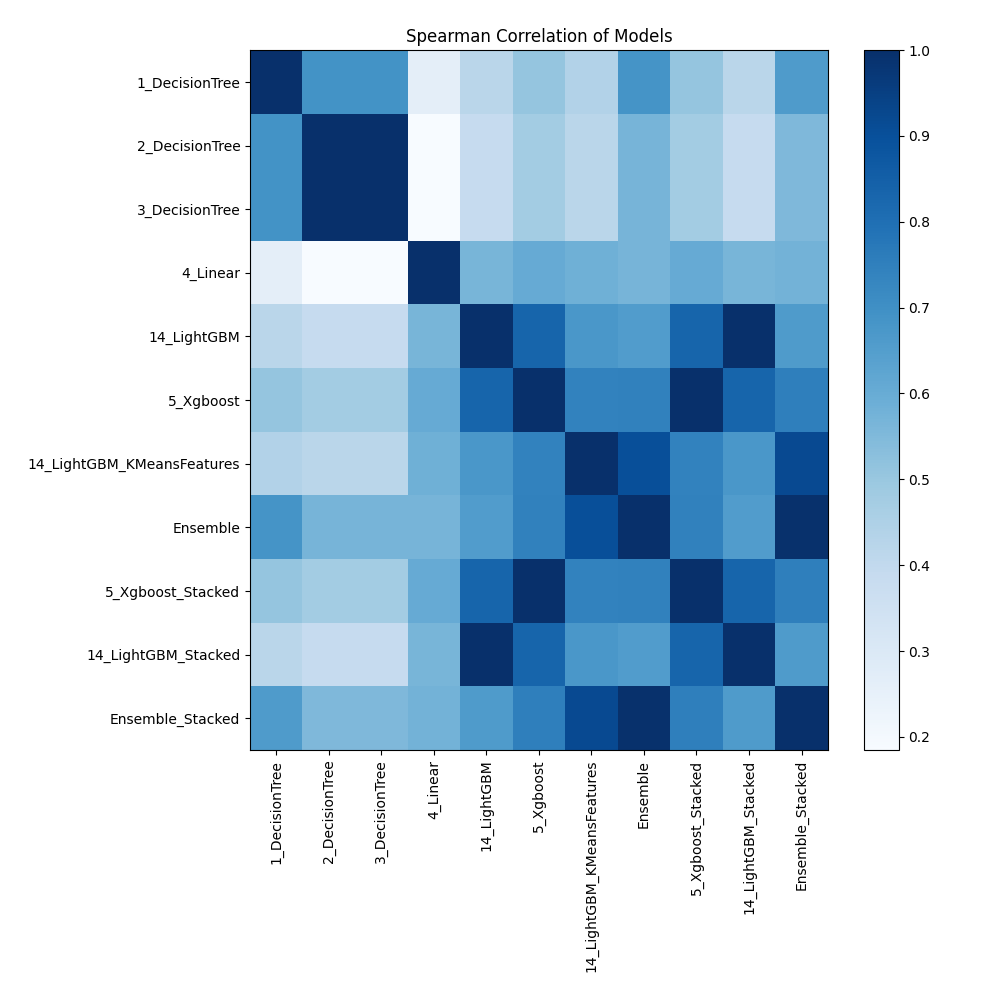 Spearman Correlation of Models
1_DecisionTree
2_DecisionTree
3_DecisionTree
4_Linear
14_LightGBM
5_Xgboost
14_LightGBM_KMeansFeatures
Ensemble
5_Xgboost_Stacked
14_LightGBM_Stacked
Ensemble_Stacked
1_DecisionTree
2_DecisionTree
3_DecisionTree
4_Linear
14_LightGBM
5_Xgboost
14_LightGBM_KMeansFeatures
Ensemble
5_Xgboost_Stacked
14_LightGBM_Stacked
Ensemble_Stacked
1.0
0.9
0.8
0.7
0.6
0.5
0.4
0.3
0.2